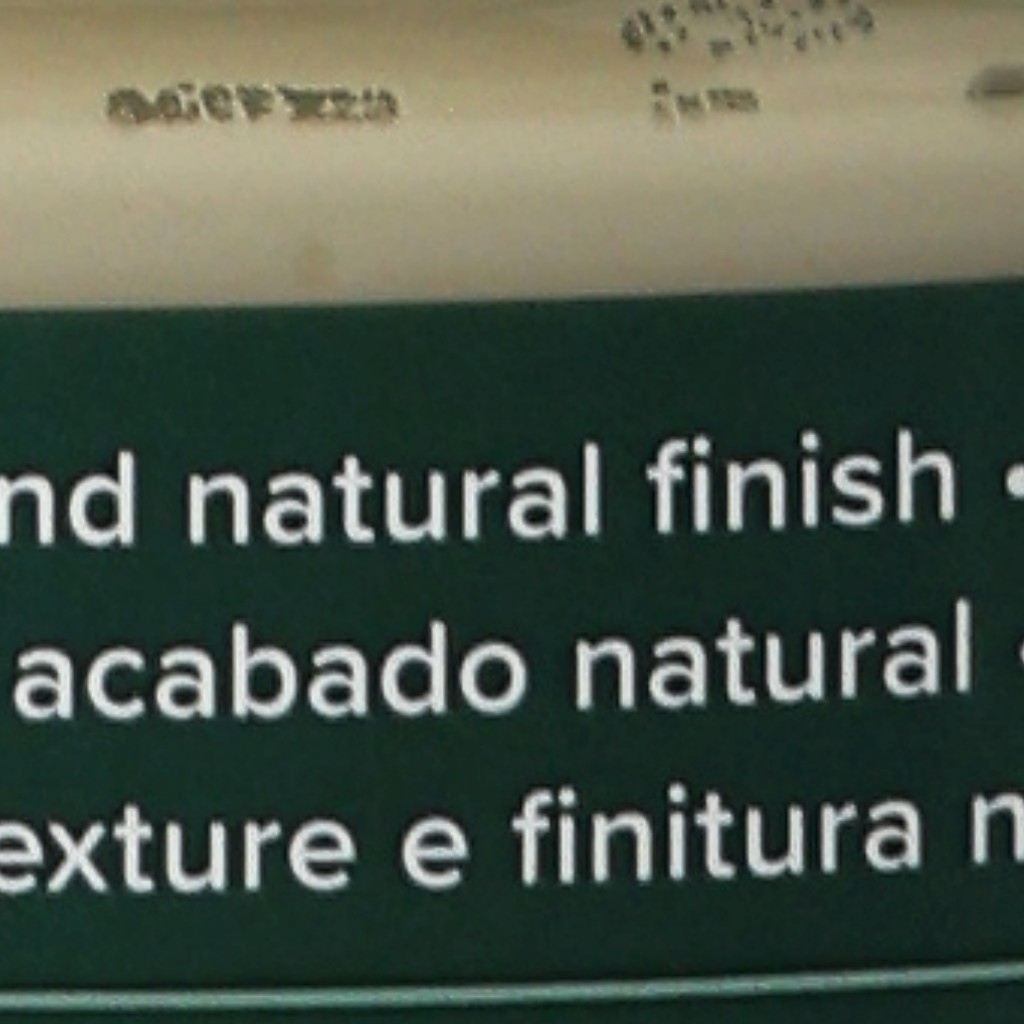 nd natural finish •
acabado natural •
exture e finitura n